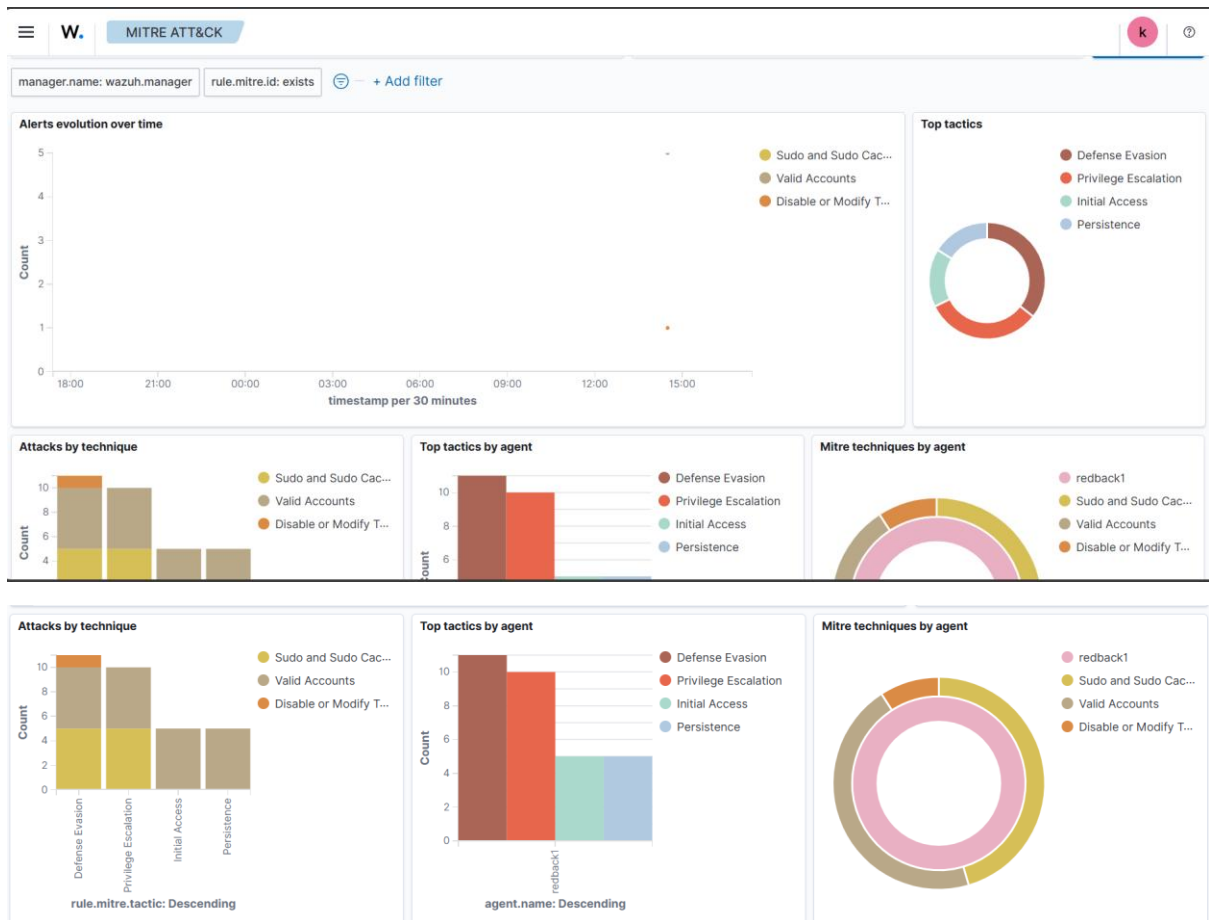 W. MITRE ATT&CK k
manager.name: wazuh.manager rule.mitre.id: exists + Add filter
Alerts evolution over time
5
4
3
2
1
0
Count
18:00 21:00 00:00 03:00 06:00 09:00 12:00 15:00
timestamp per 30 minutes
Sudo and Sudo Cac...
Valid Accounts
Disable or Modify T...
Top tactics
Defense Evasion
Privilege Escalation
Initial Access
Persistence
Attacks by technique
10
8
6
4
Count
Sudo and Sudo Cac...
Valid Accounts
Disable or Modify T...
Top tactics by agent
10
8
6
Count
Defense Evasion
Privilege Escalation
Initial Access
Persistence
Mitre techniques by agent
redback1
Sudo and Sudo Cac...
Valid Accounts
Disable or Modify T...
Attacks by technique
10
8
6
4
2
0
Count
Defense Evasion
Privilege Escalation
Initial Access
Persistence
rule.mitre.tactic: Descending
Sudo and Sudo Cac...
Valid Accounts
Disable or Modify T...
Top tactics by agent
10
8
6
4
2
0
Count
redback1
agent.name: Descending
Defense Evasion
Privilege Escalation
Initial Access
Persistence
Mitre techniques by agent
redback1
Sudo and Sudo Cac...
Valid Accounts
Disable or Modify T...